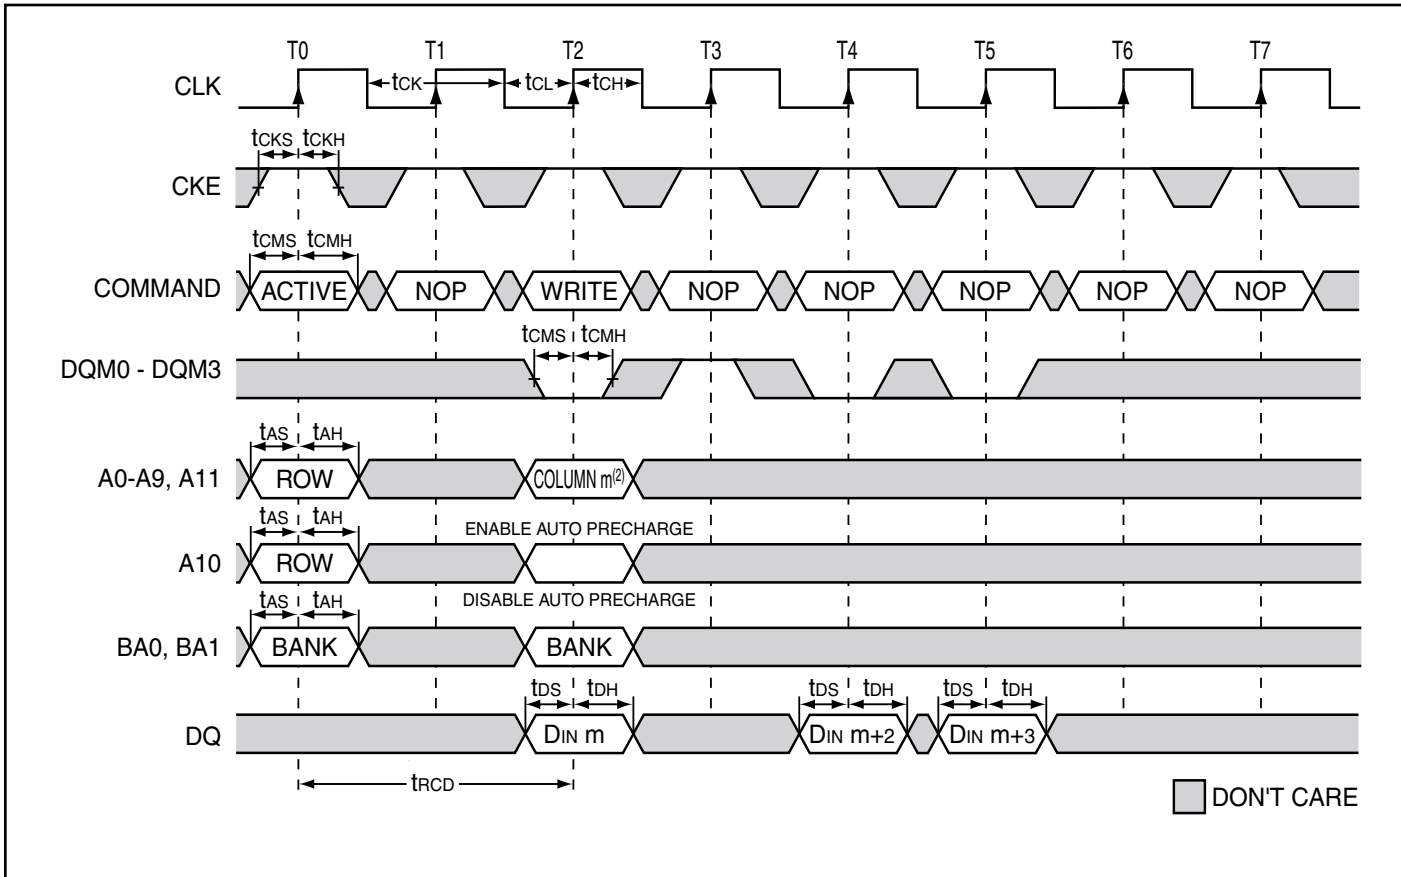 T0 T1 T2 T3 T4 T5 T6 T7
CLK tCK tCL tCH
tCKS tCKH
CKE
tCMS tCMH
COMMAND ACTIVE NOP WRITE NOP NOP NOP NOP NOP
tCMS tCMH
DQM0 - DQM3
tAS tAH
A0-A9, A11 ROW COLUMN m(2)
tAS tAH ENABLE AUTO PRECHARGE
A10 ROW
tAS tAH DISABLE AUTO PRECHARGE
BA0, BA1 BANK BANK
tDS tDH tDS tDH tDS tDH
DQ DIN m DIN m+2 DIN m+3
tRCD
DON'T CARE